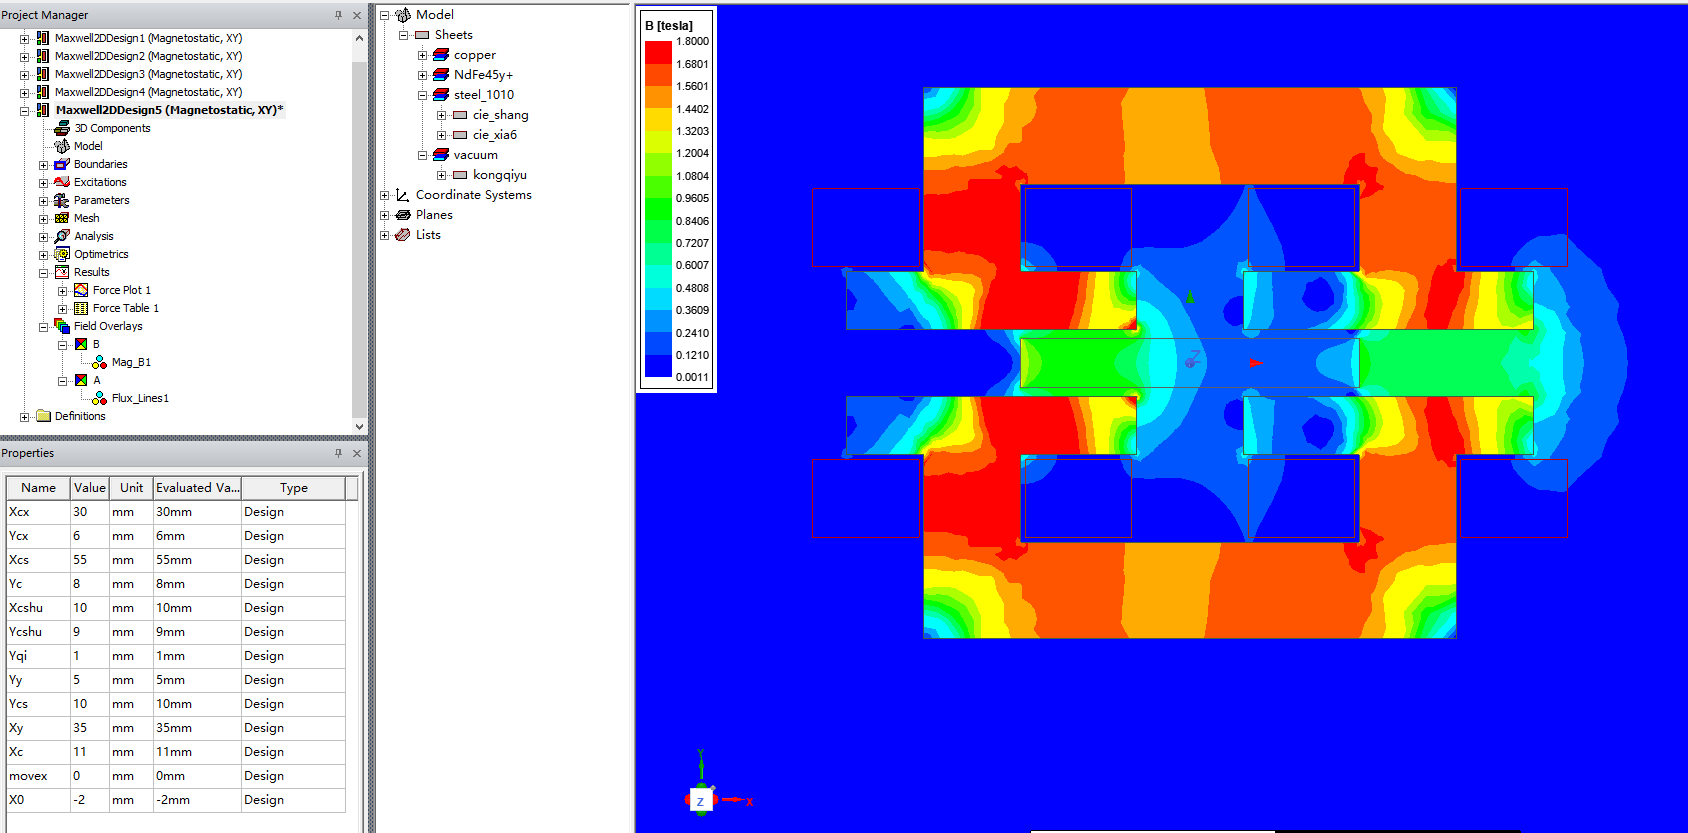 Project Manager
Maxwell2DDesign1 (Magnetostatic, XY)
Maxwell2DDesign2 (Magnetostatic, XY)
Maxwell2DDesign3 (Magnetostatic, XY)
Maxwell2DDesign4 (Magnetostatic, XY)
Maxwell2DDesign5 (Magnetostatic, XY)*
3D Components
Model
Boundaries
Excitations
Parameters
Mesh
Analysis
Optimetrics
Results
Force Plot 1
Force Table 1
Field Overlays
B
Mag_B1
A
Flux_Lines1
Definitions
Properties
Name Value Unit Evaluated Va... Type
Xcx 30 mm 30mm Design
Ycx 6 mm 6mm Design
Xcs 55 mm 55mm Design
Yc 8 mm 8mm Design
Xcshu 10 mm 10mm Design
Ycshu 9 mm 9mm Design
Yqi 1 mm 1mm Design
Yy 5 mm 5mm Design
Ycs 10 mm 10mm Design
Xy 35 mm 35mm Design
Xc 11 mm 11mm Design
movex 0 mm 0mm Design
X0 -2 mm -2mm Design
Model
Sheets
copper
NdFe45y+
steel_1010
cie_shang
cie_xia6
vacuum
kongqiyu
Coordinate Systems
Planes
Lists
B [tesla]
1.8000
1.6801
1.5601
1.4402
1.3203
1.2004
1.0804
0.9605
0.8406
0.7207
0.6007
0.4808
0.3609
0.2410
0.1210
0.0011
Z
Y
Z
X